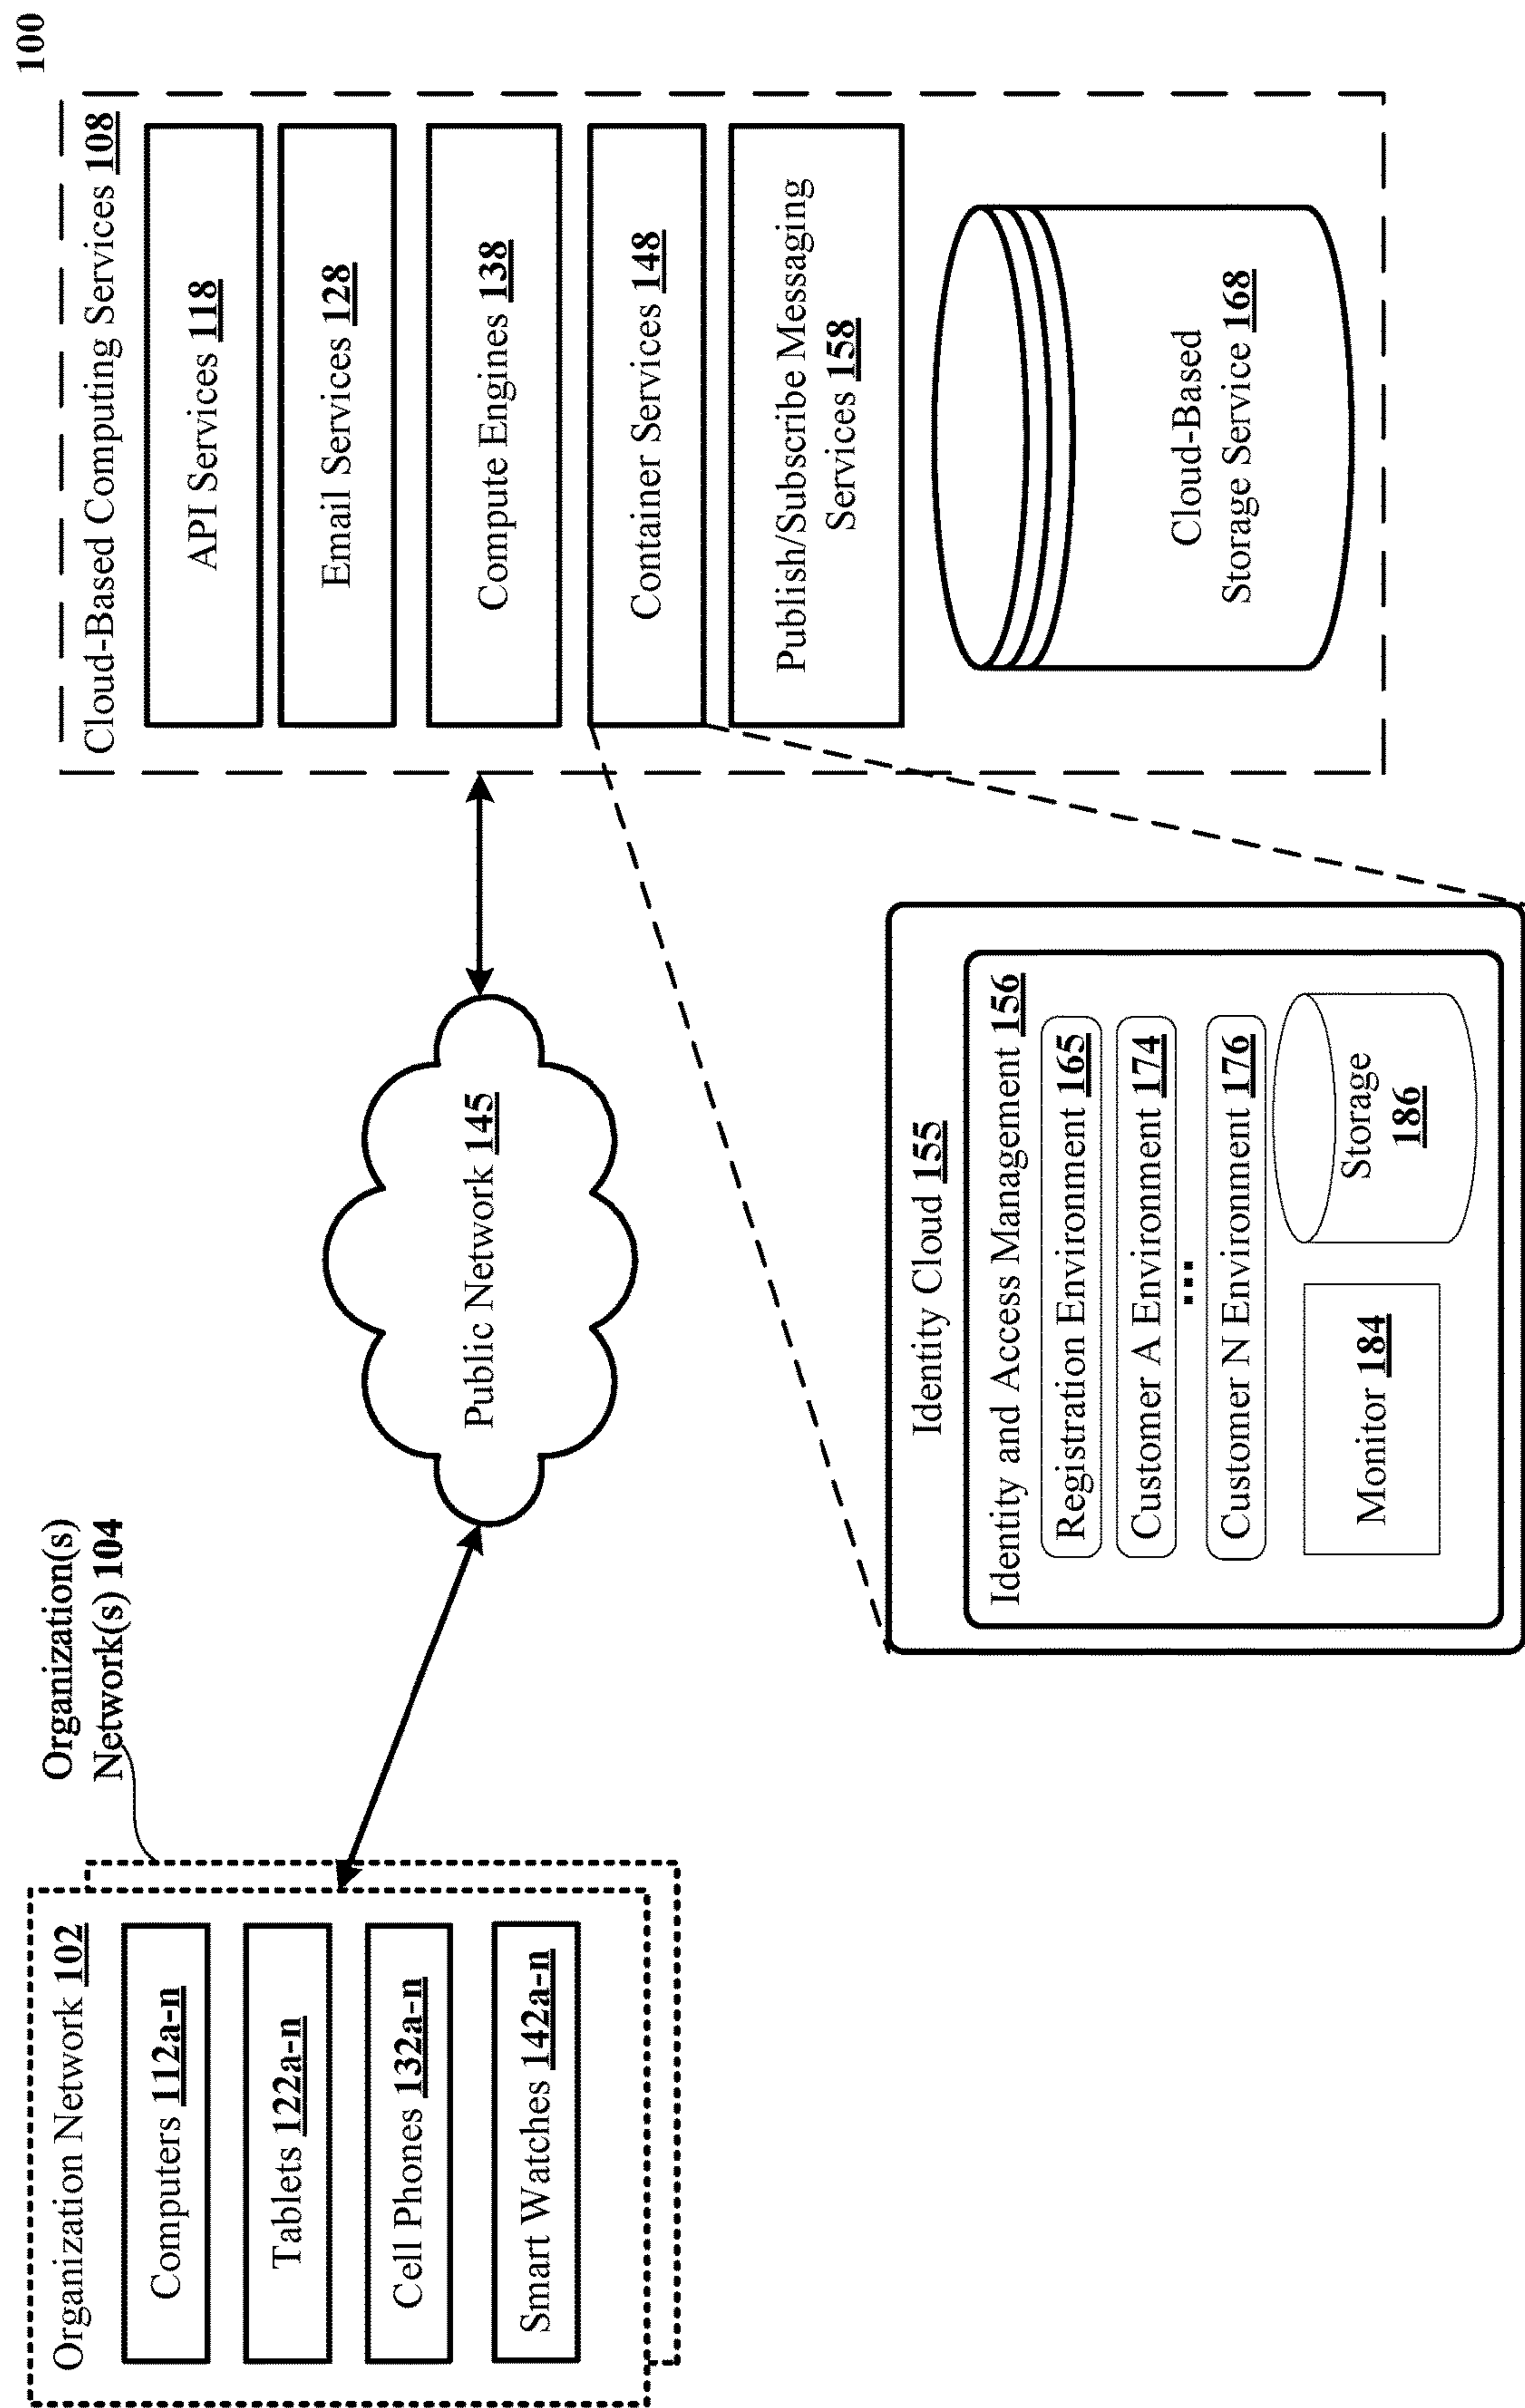 100
Organization(s)
Network(s) 104
Organization Network 102
Computers 112a-n
Tablets 122a-n
Cell Phones 132a-n
Smart Watches 142a-n
Public Network 145
Cloud-Based Computing Services 108
API Services 118
Email Services 128
Compute Engines 138
Container Services 148
Publish/Subscribe Messaging
Services 158
Cloud-Based
Storage Service 168
Identity Cloud 155
Identity and Access Management 156
Registration Environment 165
Customer A Environment 174
...
Customer N Environment 176
Monitor 184
Storage
186